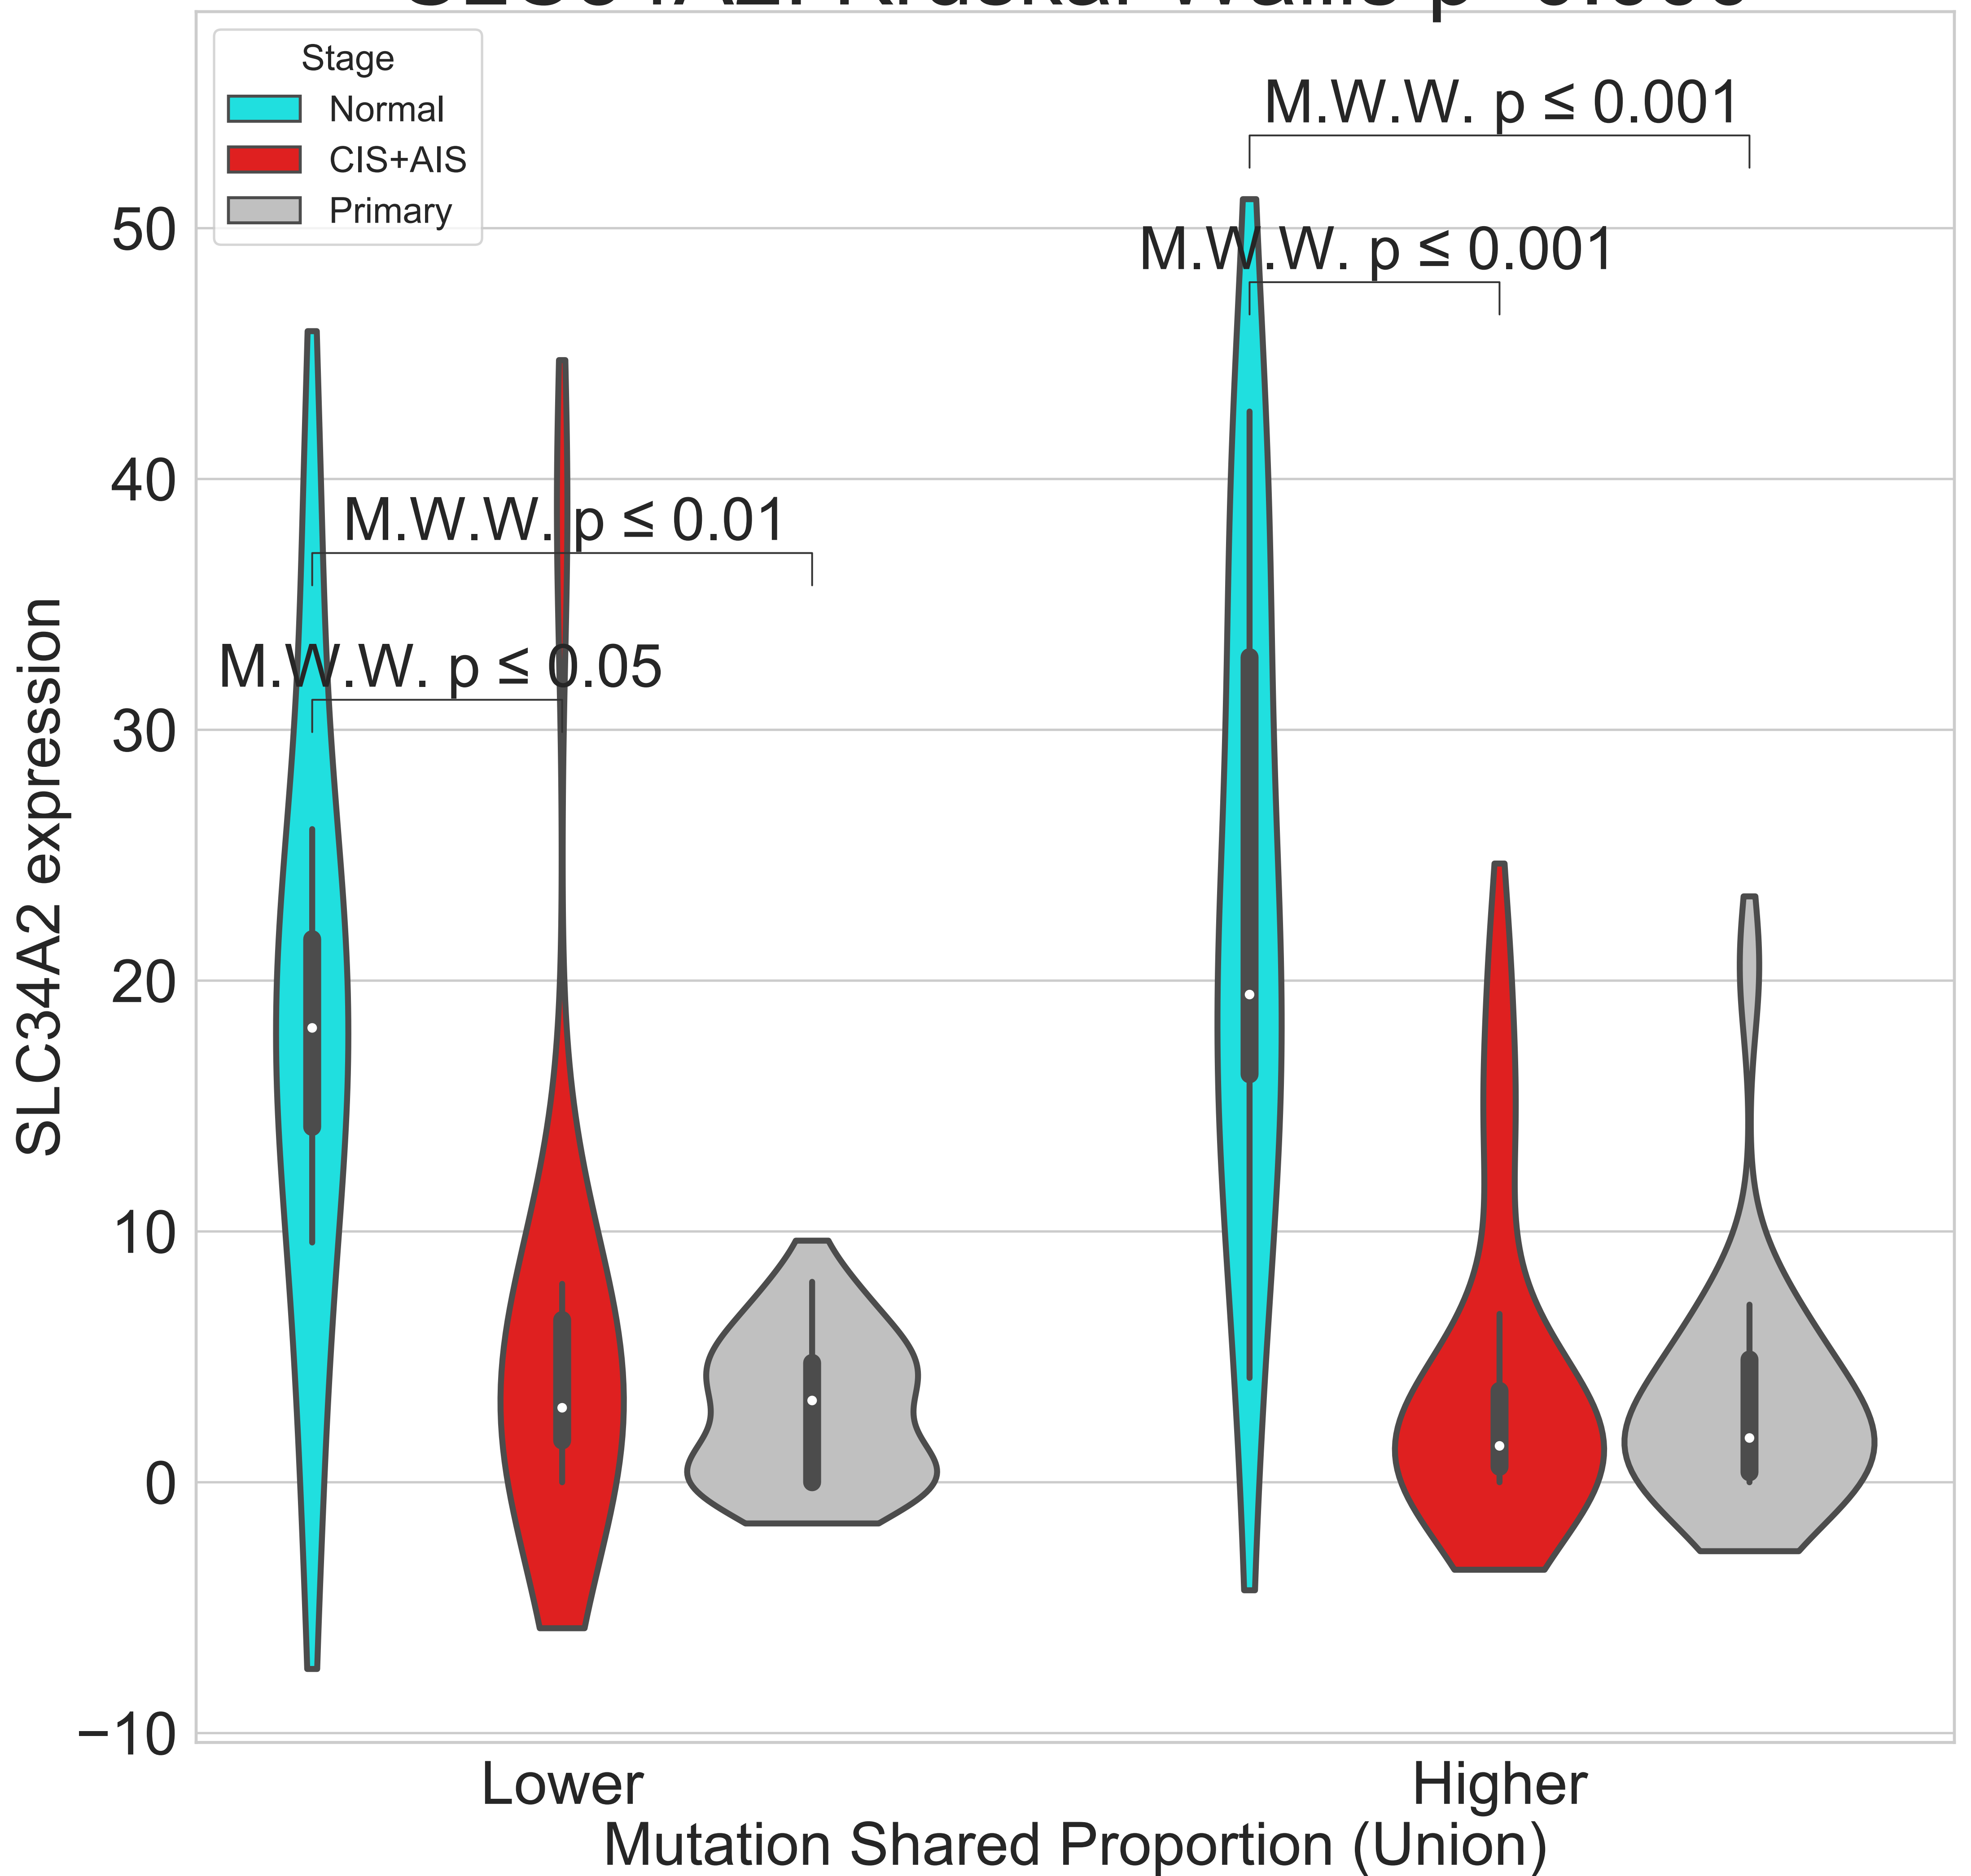 Stage
Normal
CIS+AIS
Primary
M.W.W. p ≤ 0.001
M.W.W. p ≤ 0.001
M.W.W. p ≤ 0.01
M.W.W. p ≤ 0.05
50
40
30
20
10
0
−10
SLC34A2 expression
Lower
Higher
Mutation Shared Proportion (Union)